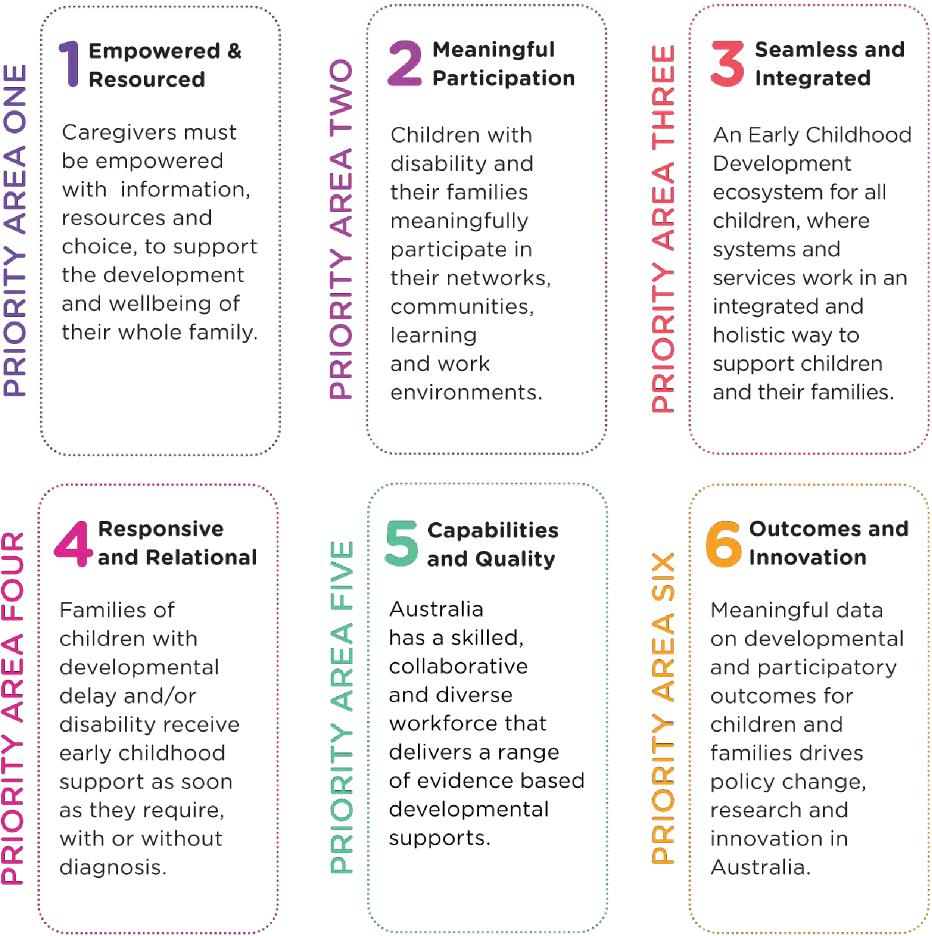 PRIORITY AREA ONE
1 Empowered &
Resourced
Caregivers must
be empowered
with information,
resources and
choice, to support
the development
and wellbeing of
their whole family.
PRIORITY AREA TWO
2 Meaningful
Participation
Children with
disability and
their families
meaningfully
participate in
their networks,
communities,
learning
and work
environments.
PRIORITY AREA THREE
3 Seamless and
Integrated
An Early Childhood
Development
ecosystem for all
children, where
systems and
services work in an
integrated and
holistic way to
support children
and their families.
PRIORITY AREA FOUR
4 Responsive
and Relational
Families of
children with
developmental
delay and/or
disability receive
early childhood
support as soon
as they require,
with or without
diagnosis.
PRIORITY AREA FIVE
5 Capabilities
and Quality
Australia
has a skilled,
collaborative
and diverse
workforce that
delivers a range
of evidence based
developmental
supports.
PRIORITY AREA SIX
6 Outcomes and
Innovation
Meaningful data
on developmental
and participatory
outcomes for
children and
families drives
policy change,
research and
innovation in
Australia.